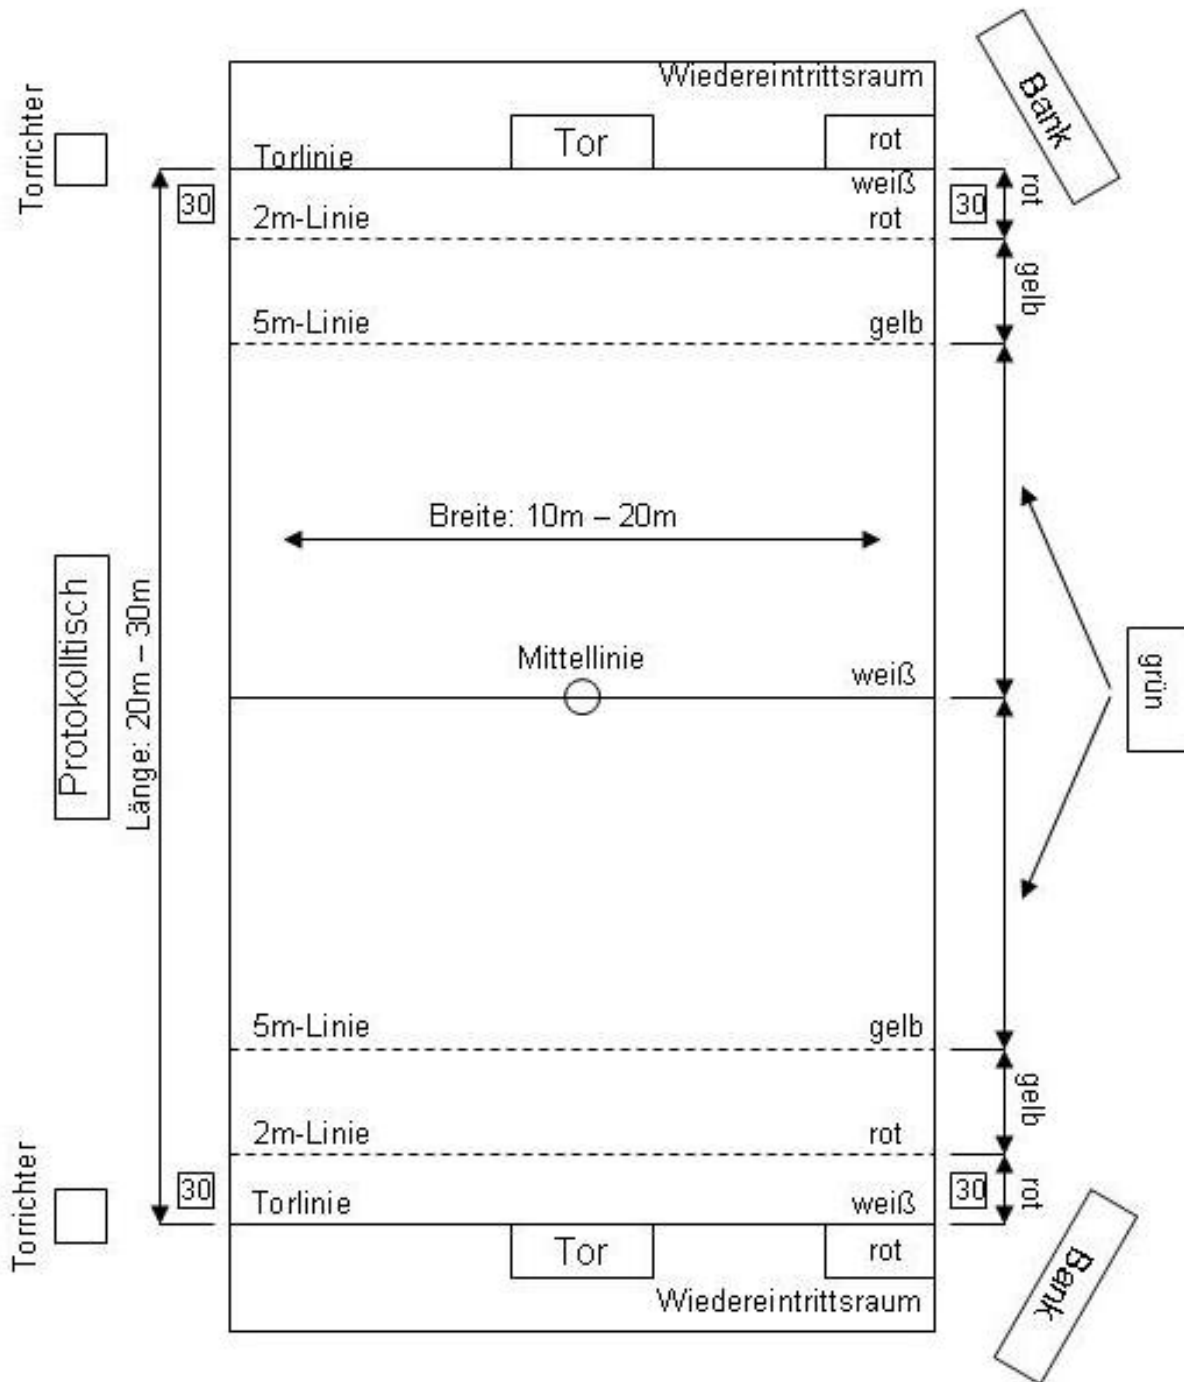 Wiedereintrittsraum
Bank
Torrichter
Tor
rot
Torlinie
weiß
30
30
rot
2m-Linie
rot
gelb
5m-Linie
gelb
Breite: 10m – 20m
Protokolltisch
Länge: 20m – 30m
Mittellinie
weiß
grün
5m-Linie
gelb
gelb
2m-Linie
rot
Torrichter
30
Torlinie
weiß
30
rot
Tor
rot
Bank
Wiedereintrittsraum